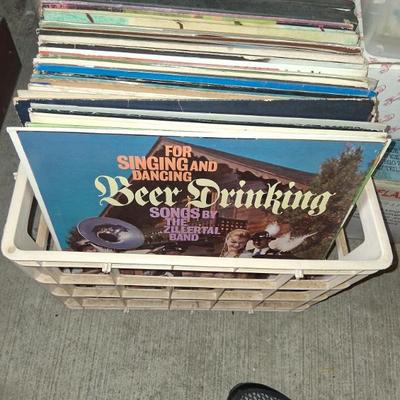 FOR
SINGING AND
DANCING
Beer Drinking
SONGS BY
THE
ZILLERTAL
BAND